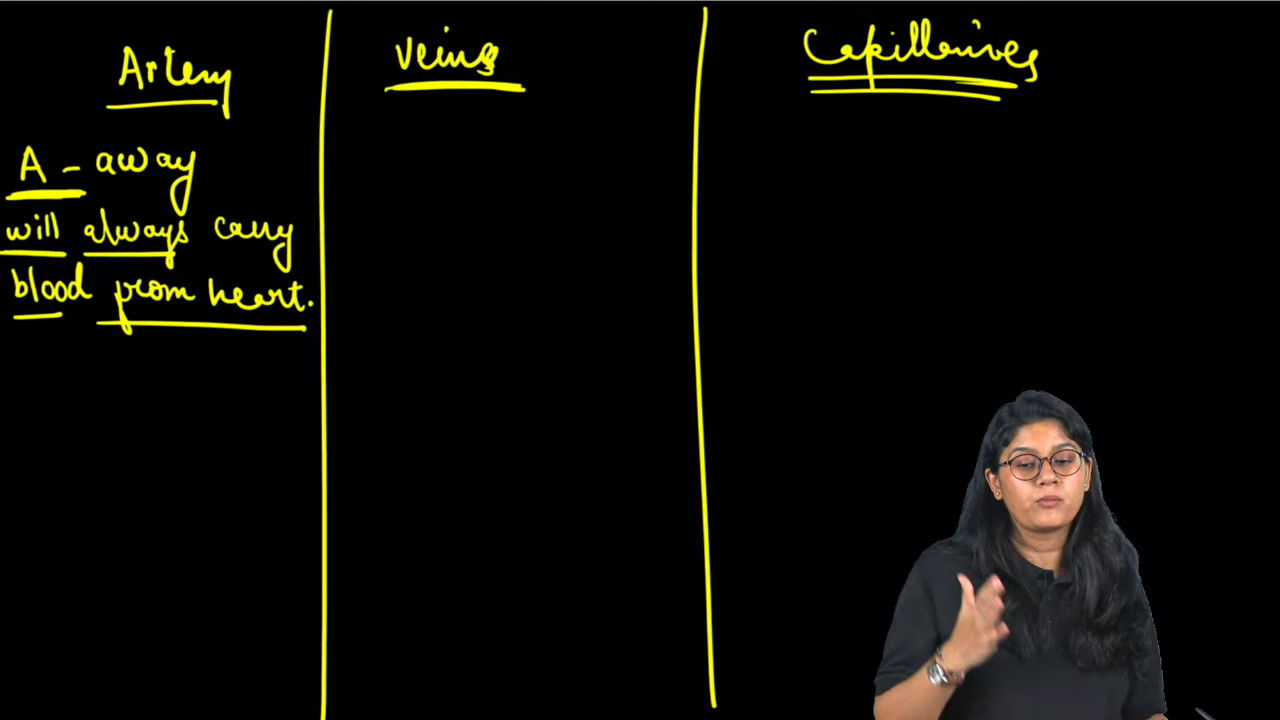 Artery
veins
Capillaries
A - away
will always carry
blood from heart.